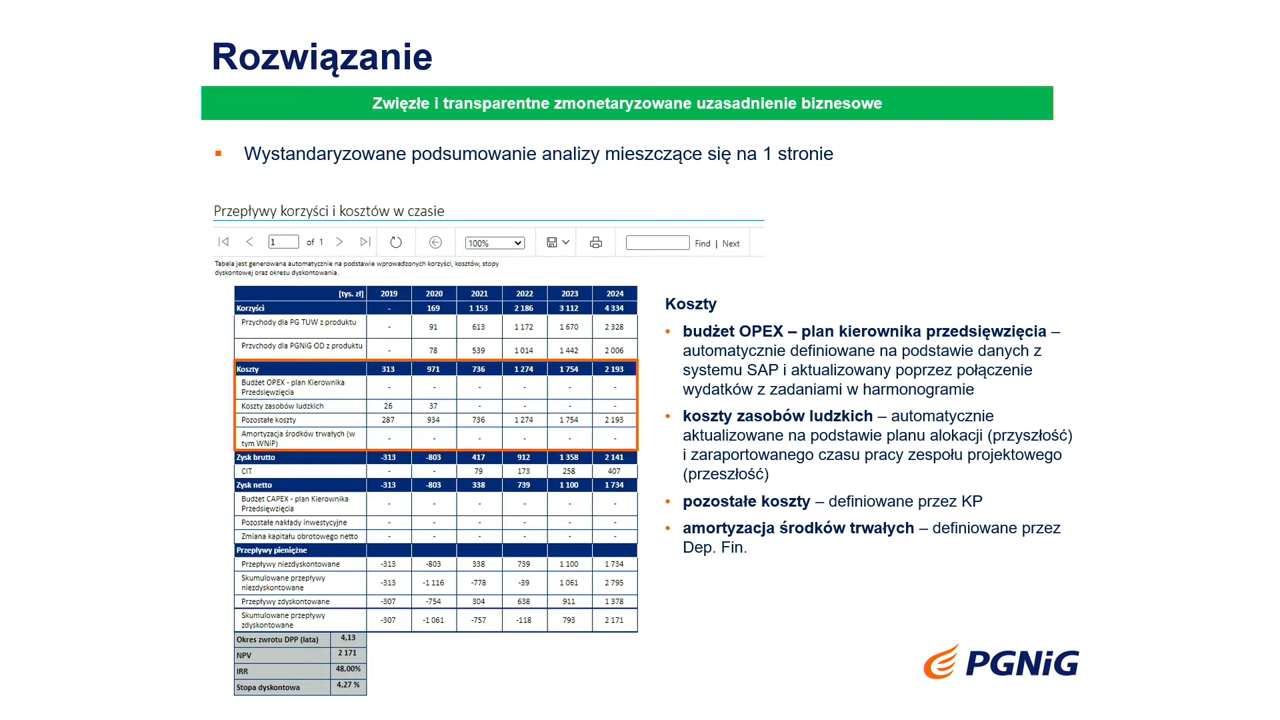 Rozwiązanie
Zwięzłe i transparentne zmonetaryzowane uzasadnienie biznesowe
Wystandaryzowane podsumowanie analizy mieszczące się na 1 stronie
Przepływy korzyści i kosztów w czasie
1 of 1 100% Find | Next
Tabela jest generowana automatycznie na podstawie wprowadzonych korzyści, kosztów, stopy
dyskontowej oraz okresu dyskontowania.
[tys. zł] 2019 2020 2021 2022 2023 2024
Korzyści - 169 1 153 2 186 3 112 4 334
Przychody dla PG TUW z produktu - 91 613 1 172 1 670 2 328
Przychody dla PGNiG OD z produktu - 78 539 1 014 1 442 2 006
Koszty 313 971 736 1 274 1 754 2 193
Budżet OPEX - plan Kierownika
Przedsięwzięcia - - - - - -
Koszty zasobów ludzkich 26 37 - - - -
Pozostałe koszty 287 934 736 1 274 1 754 2 193
Amortyzacja środków trwałych (w
tym WNiP) - - - - - -
Zysk brutto -313 -803 417 912 1 358 2 141
CIT - - 79 173 258 407
Zysk netto -313 -803 338 739 1 100 1 734
Budżet CAPEX - plan Kierownika
Przedsięwzięcia - - - - - -
Pozostałe nakłady inwestycyjne - - - - - -
Zmiana kapitału obrotowego netto - - - - - -
Przepływy pieniężne
Przepływy niezdyskontowane -313 -803 338 739 1 100 1 734
Skumulowane przepływy
niezdyskontowane -313 -1 116 -778 -39 1 061 2 795
Przepływy zdyskontowane -307 -754 304 638 911 1 378
Skumulowane przepływy
zdyskontowane -307 -1 061 -757 -118 793 2 171
Okres zwrotu DPP (lata) 4,13
NPV 2 171
IRR 48,00%
Stopa dyskontowa 4,27 %
Koszty
budżet OPEX – plan kierownika przedsięwzięcia –
automatycznie definiowane na podstawie danych z
systemu SAP i aktualizowany poprzez połączenie
wydatków z zadaniami w harmonogramie
koszty zasobów ludzkich – automatycznie
aktualizowane na podstawie planu alokacji (przyszłość)
i zaraportowanego czasu pracy zespołu projektowego
(przeszłość)
pozostałe koszty – definiowane przez KP
amortyzacja środków trwałych – definiowane przez
Dep. Fin.
PGNiG